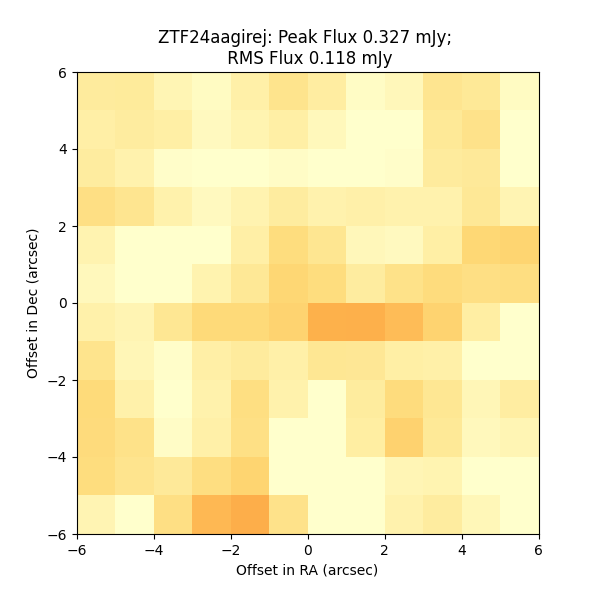 ZTF24aagirej: Peak Flux 0.327 mJy;
RMS Flux 0.118 mJy
6
4
2
0
−2
−4
−6
Offset in Dec (arcsec)
−6 −4 −2 0 2 4 6
Offset in RA (arcsec)